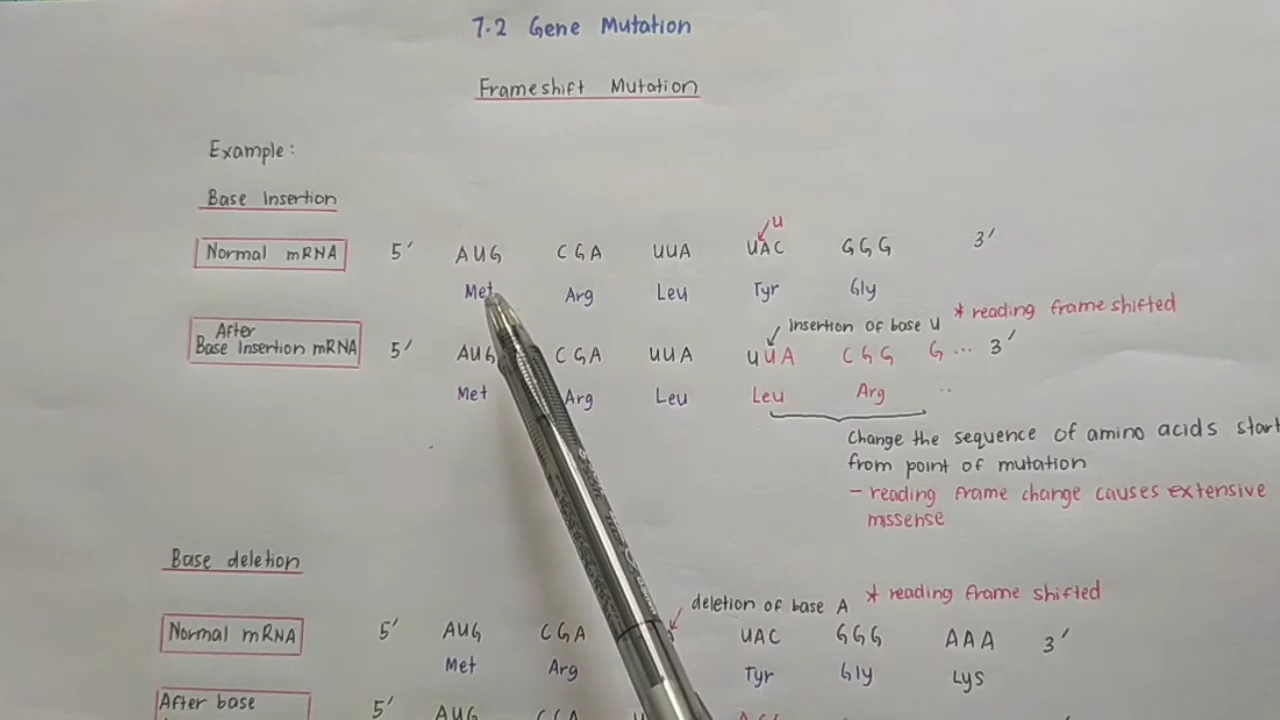 7.2 Gene Mutation
Frameshift Mutation
Example:
Base Insertion
U
Normal mRNA 5' AUG CGA UUA UAC GGG 3'
Met Arg Leu Tyr Gly
insertion of base U * reading frame shifted
After
Base Insertion mRNA 5' AUG CGA UUA UUA CGG G... 3'
Met Arg Leu Leu Arg ..
Change the sequence of amino acids start
from point of mutation
- reading frame change causes extensive
missense
Base deletion
deletion of base A * reading frame shifted
Normal mRNA 5' AUG CGA UAC GGG AAA 3'
Met Arg Tyr Gly Lys
After base 5' AUG